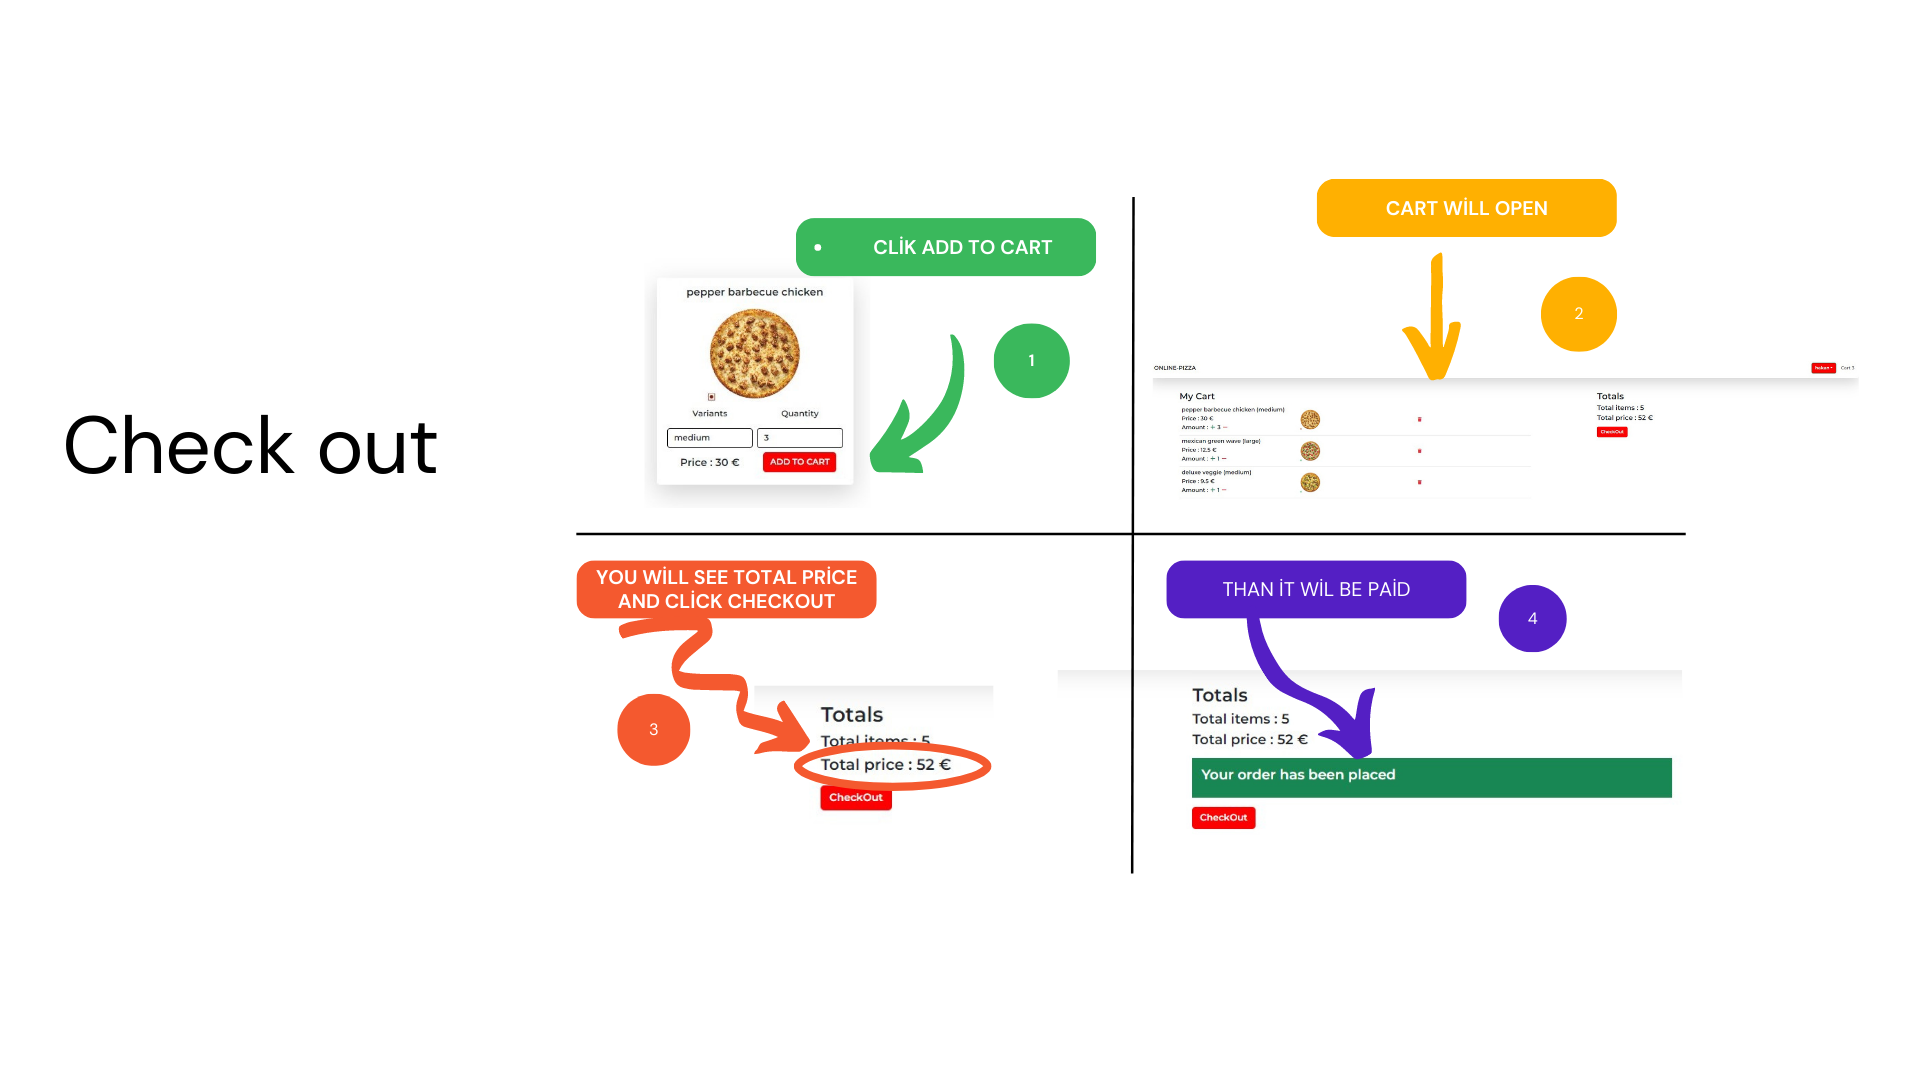 Check out
• CLİK ADD TO CART
pepper barbecue chicken
Variants Quantity
medium 3
Price : 30 € ADD TO CART
1
CART WİLL OPEN
2
ONLINE-PIZZA hakan Cart 3
My Cart
pepper barbecue chicken (medium)
Price : 30 €
Amount : + 3 −
mexican green wave (large)
Price : 12.5 €
Amount : + 1 −
deluxe veggie (medium)
Price : 9.5 €
Amount : + 1 −
Totals
Total items : 5
Total price : 52 €
CheckOut
YOU WİLL SEE TOTAL PRİCE
AND CLİCK CHECKOUT
3
Totals
Total items : 5
Total price : 52 €
CheckOut
THAN İT WİL BE PAİD
4
Totals
Total items : 5
Total price : 52 €
Your order has been placed
CheckOut